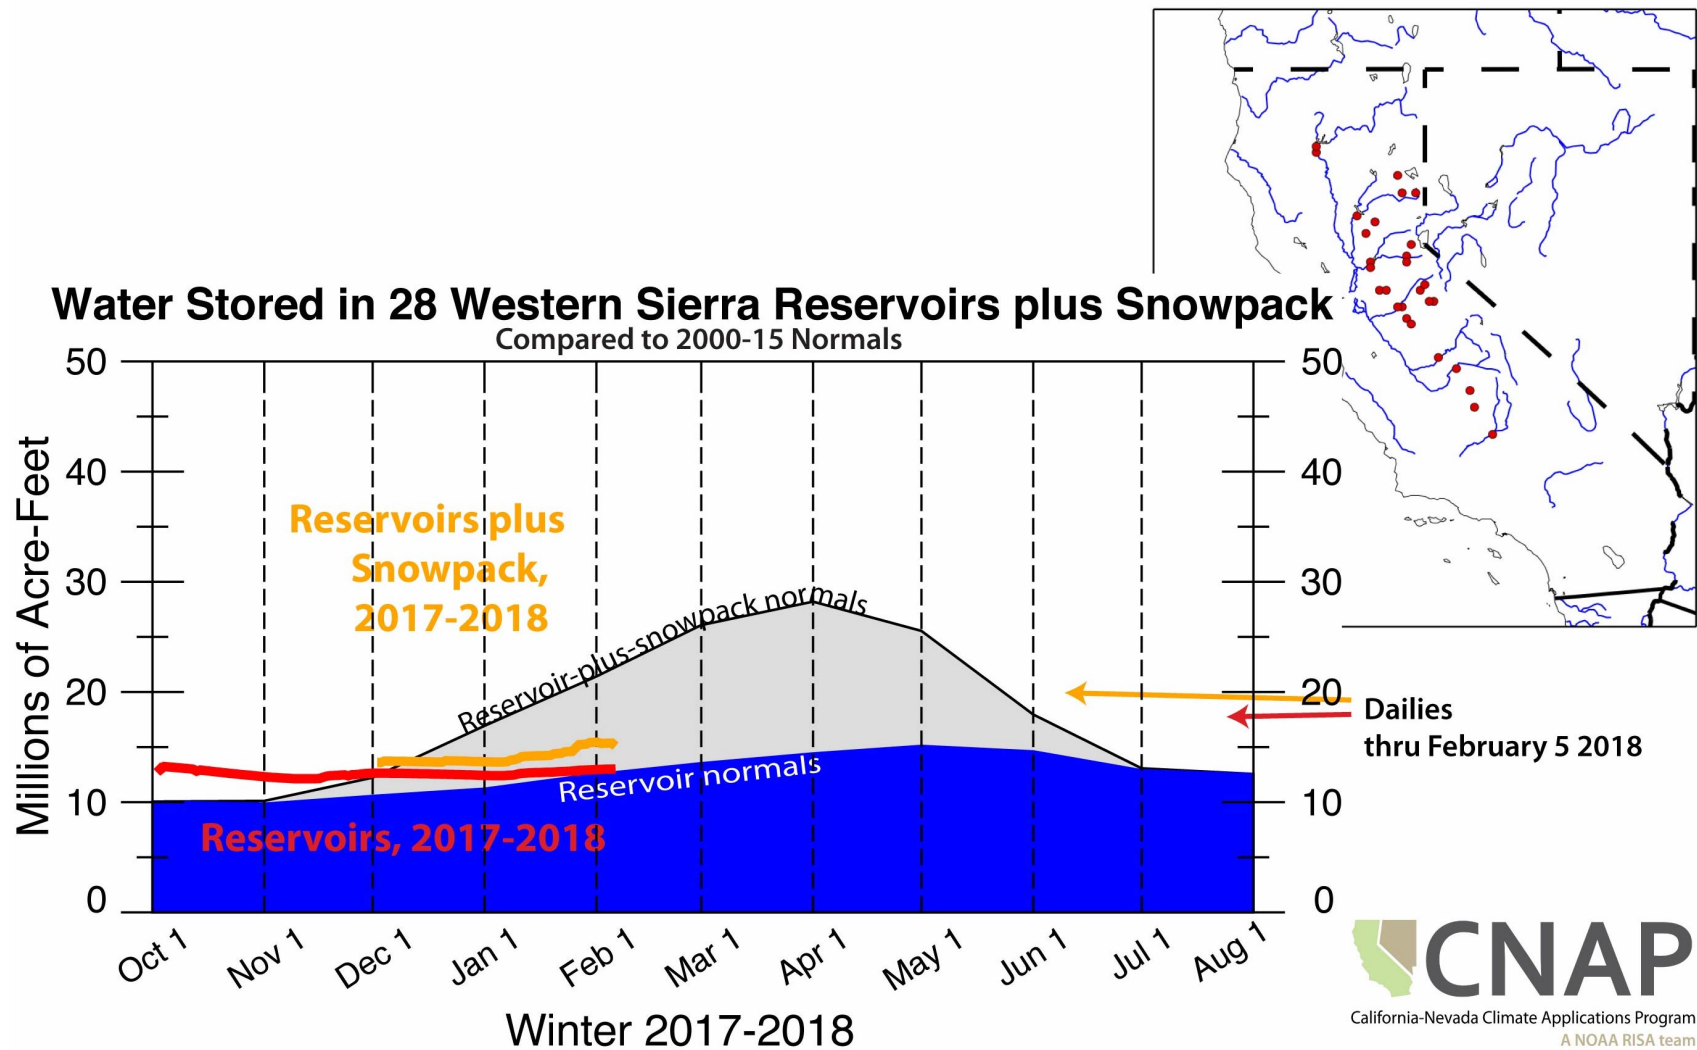 Water Stored in 28 Western Sierra Reservoirs plus Snowpack
Compared to 2000-15 Normals
Millions of Acre-Feet
50
40
30
20
10
0
Reservoirs plus
Snowpack,
2017-2018
Reservoir-plus-snowpack normals
Reservoir normals
Reservoirs, 2017-2018
50
40
30
20
10
0
Dailies
thru February 5 2018
Oct 1
Nov 1
Dec 1
Jan 1
Feb 1
Mar 1
Apr 1
May 1
Jun 1
Jul 1
Aug 1
Winter 2017-2018
CNAP
California-Nevada Climate Applications Program
A NOAA RISA team